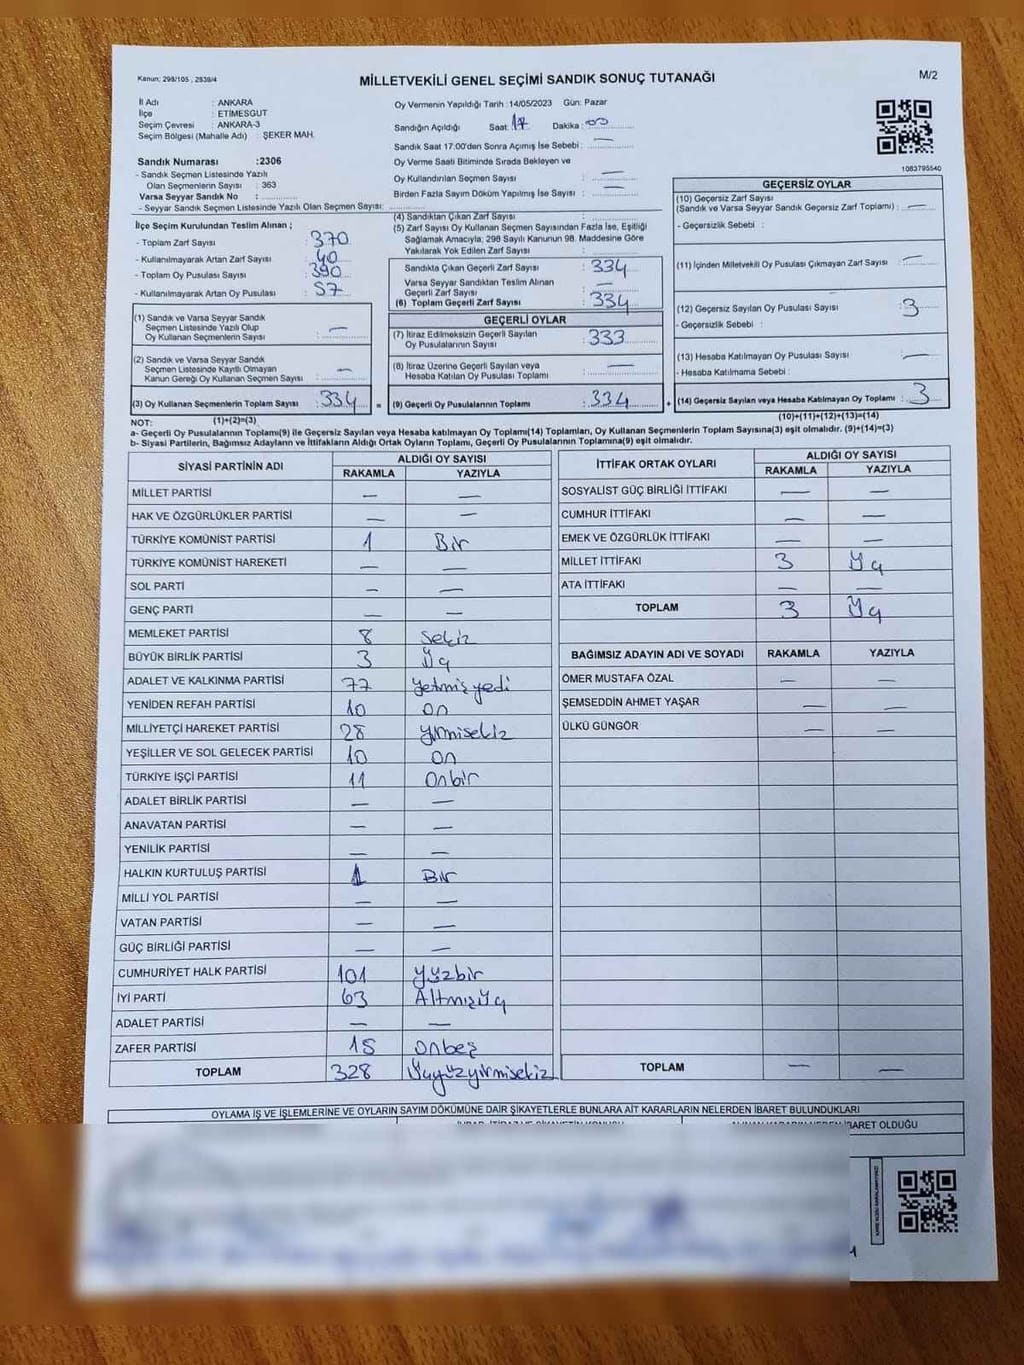 Kanun: 298/105 , 2839/4
MİLLETVEKİLİ GENEL SEÇİMİ SANDIK SONUÇ TUTANAĞI
M/2
İl Adı : ANKARA
İlçe : ETİMESGUT
Seçim Çevresi : ANKARA-3
Seçim Bölgesi (Mahalle Adı) : ŞEKER MAH.
Oy Vermenin Yapıldığı Tarih :14/05/2023 Gün: Pazar
Sandığın Açıldığı Saat: 17 Dakika : 00
Sandık Saat 17.00'den Sonra Açımış İse Sebebi : —
Oy Verme Saati Bitiminde Sırada Bekleyen ve
Oy Kullandırılan Seçmen Sayısı : —
Birden Fazla Sayım Döküm Yapılmış İse Sayısı : —
1083795540
Sandık Numarası :2306
- Sandık Seçmen Listesinde Yazılı
Olan Seçmenlerin Sayısı : 363
Varsa Seyyar Sandık No :
- Seyyar Sandık Seçmen Listesinde Yazılı Olan Seçmen Sayısı:
İlçe Seçim Kurulundan Teslim Alınan ;
- Toplam Zarf Sayısı : 370
- Kullanılmayarak Artan Zarf Sayısı : 40
- Toplam Oy Pusulası Sayısı : 390
- Kullanılmayarak Artan Oy Pusulası : 57
(1) Sandık ve Varsa Seyyar Sandık
Seçmen Listesinde Yazılı Olup
Oy Kullanan Seçmenlerin Sayısı : —
(2) Sandık ve Varsa Seyyar Sandık
Seçmen Listesinde Kayıtlı Olmayan
Kanun Gereği Oy Kullanan Seçmen Sayısı : —
(3) Oy Kullanan Seçmenlerin Toplam Sayısı : 334 =
(1)+(2)=(3)
(4) Sandıktan Çıkan Zarf Sayısı :
(5) Zarf Sayısı Oy Kullanan Seçmen Sayısından Fazla İse, Eşitliği
Sağlamak Amacıyla; 298 Sayılı Kanunun 98. Maddesine Göre
Yakılarak Yok Edilen Zarf Sayısı :
Sandıkta Çıkan Geçerli Zarf Sayısı : 334
Varsa Seyyar Sandıktan Teslim Alınan
Geçerli Zarf Sayısı : —
(6) Toplam Geçerli Zarf Sayısı : 334
GEÇERLİ OYLAR
(7) İtiraz Edilmeksizin Geçerli Sayılan
Oy Pusulalarının Sayısı : 333
(8) İtiraz Üzerine Geçerli Sayılan veya
Hesaba Katılan Oy Pusulası Toplamı : —
(9) Geçerli Oy Pusulalarının Toplamı : 334 +
GEÇERSİZ OYLAR
(10) Geçersiz Zarf Sayısı
(Sandık ve Varsa Seyyar Sandık Geçersiz Zarf Toplamı) : —
- Geçersizlik Sebebi :
(11) İçinden Milletvekili Oy Pusulası Çıkmayan Zarf Sayısı : —
(12) Geçersiz Sayılan Oy Pusulası Sayısı : 3
- Geçersizlik Sebebi :
(13) Hesaba Katılmayan Oy Pusulası Sayısı : —
- Hesaba Katılmama Sebebi :
(14) Geçersiz Sayılan veya Hesaba Katılmayan Oy Toplamı : 3
(10)+(11)+(12)+(13)=(14)
NOT:
a- Geçerli Oy Pusulalarının Toplamı(9) ile Geçersiz Sayılan veya Hesaba katılmayan Oy Toplamı(14) Toplamları, Oy Kullanan Seçmenlerin Toplam Sayısına(3) eşit olmalıdır. (9)+(14)=(3)
b- Siyasi Partilerin, Bağımsız Adayların ve İttifakların Aldığı Ortak Oyların Toplamı, Geçerli Oy Pusulalarının Toplamına(9) eşit olmalıdır.
SİYASİ PARTİNİN ADI ALDIĞI OY SAYISI
RAKAMLA YAZIYLA
MİLLET PARTİSİ — —
HAK VE ÖZGÜRLÜKLER PARTİSİ — —
TÜRKİYE KOMÜNİST PARTİSİ 1 Bir
TÜRKİYE KOMÜNİST HAREKETİ — —
SOL PARTİ — —
GENÇ PARTİ — —
MEMLEKET PARTİSİ 8 Sekiz
BÜYÜK BİRLİK PARTİSİ 3 Üç
ADALET VE KALKINMA PARTİSİ 77 Yetmişyedi
YENİDEN REFAH PARTİSİ 10 On
MİLLİYETÇİ HAREKET PARTİSİ 28 Yirmisekiz
YEŞİLLER VE SOL GELECEK PARTİSİ 10 On
TÜRKİYE İŞÇİ PARTİSİ 11 Onbir
ADALET BİRLİK PARTİSİ — —
ANAVATAN PARTİSİ — —
YENİLİK PARTİSİ — —
HALKIN KURTULUŞ PARTİSİ 1 Bir
MİLLİ YOL PARTİSİ — —
VATAN PARTİSİ — —
GÜÇ BİRLİĞİ PARTİSİ — —
CUMHURİYET HALK PARTİSİ 101 Yüzbir
İYİ PARTİ 63 Altmışüç
ADALET PARTİSİ — —
ZAFER PARTİSİ 15 Onbeş
TOPLAM 328 Üçyüzyirmisekiz
İTTİFAK ORTAK OYLARI ALDIĞI OY SAYISI
RAKAMLA YAZIYLA
SOSYALİST GÜÇ BİRLİĞİ İTTİFAKI — —
CUMHUR İTTİFAKI — —
EMEK VE ÖZGÜRLÜK İTTİFAKI — —
MİLLET İTTİFAKI 3 Üç
ATA İTTİFAKI — —
TOPLAM 3 Üç
BAĞIMSIZ ADAYIN ADI VE SOYADI RAKAMLA YAZIYLA
ÖMER MUSTAFA ÖZAL — —
ŞEMSEDDİN AHMET YAŞAR — —
ÜLKÜ GÜNGÖR — —
TOPLAM — —
OYLAMA İŞ VE İŞLEMLERİNE VE OYLARIN SAYIM DÖKÜMÜNE DAİR ŞİKAYETLERLE BUNLARA AİT KARARLARIN NELERDEN İBARET BULUNDUKLARI
İBARET OLDUĞU